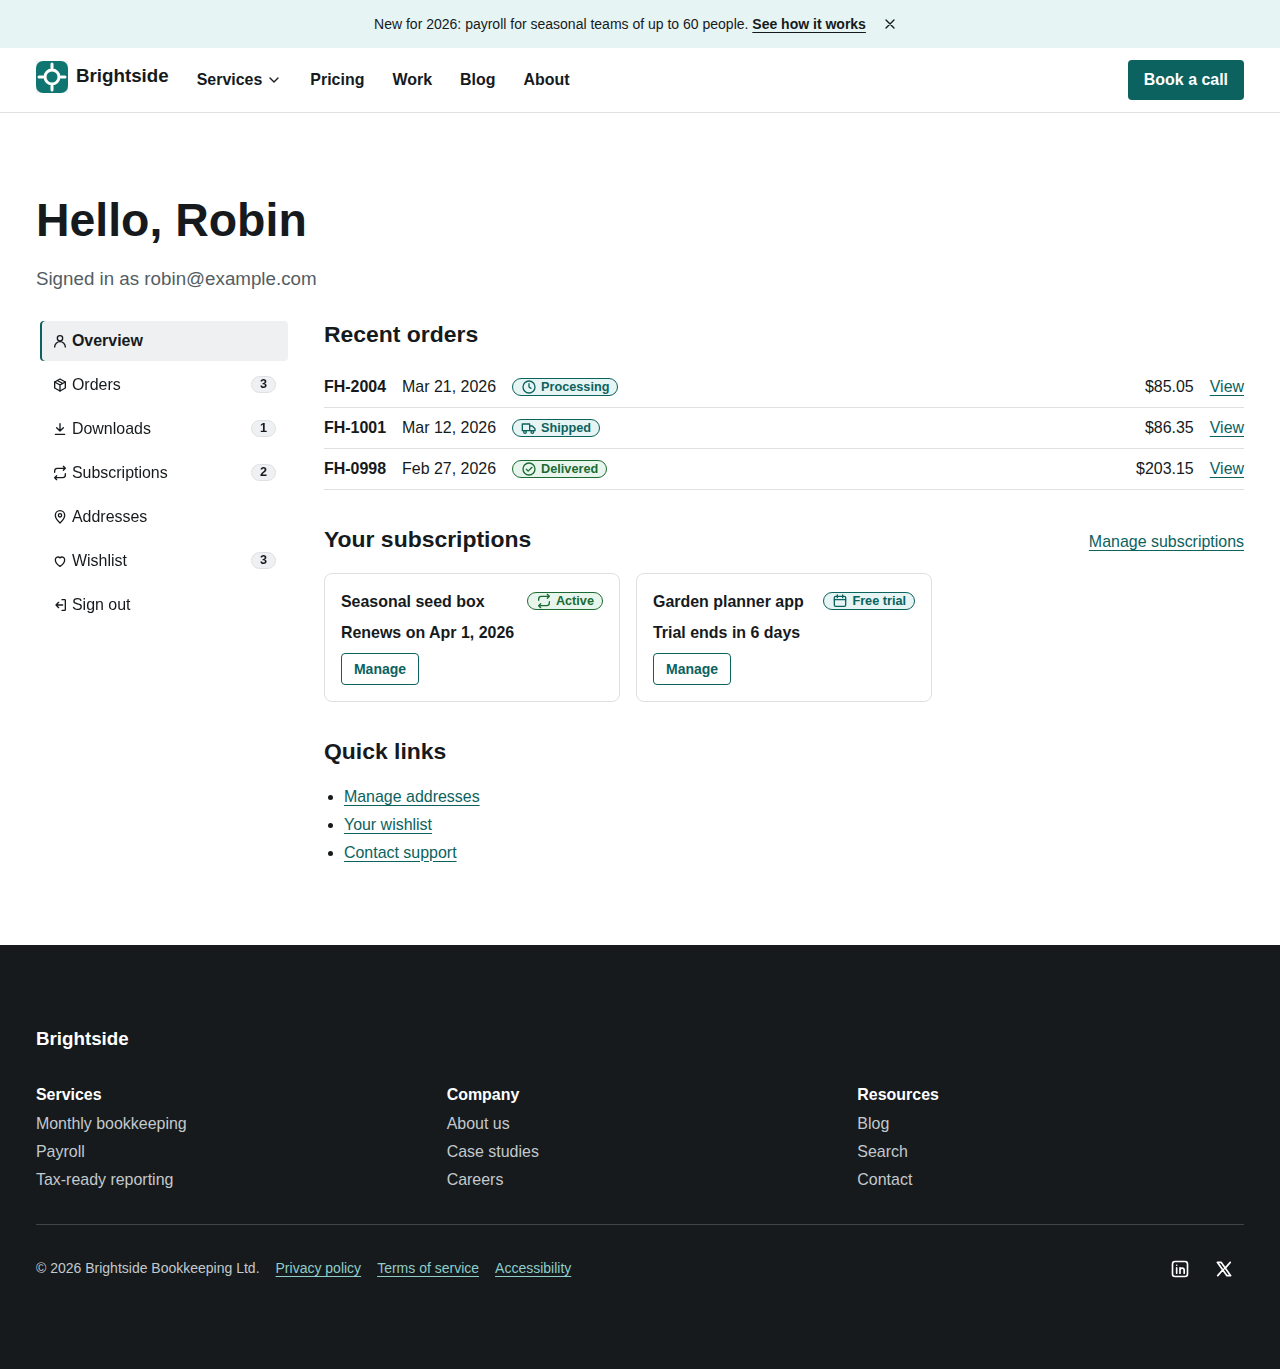 New for 2026: payroll for seasonal teams of up to 60 people. See how it works
Brightside
Services
Pricing
Work
Blog
About
Book a call
Hello, Robin
Signed in as robin@example.com
Overview
Orders 3
Downloads 1
Subscriptions 2
Addresses
Wishlist 3
Sign out
Recent orders
FH-2004 Mar 21, 2026 Processing $85.05 View
FH-1001 Mar 12, 2026 Shipped $86.35 View
FH-0998 Feb 27, 2026 Delivered $203.15 View
Your subscriptions
Manage subscriptions
Seasonal seed box Active
Renews on Apr 1, 2026
Manage
Garden planner app Free trial
Trial ends in 6 days
Manage
Quick links
Manage addresses
Your wishlist
Contact support
Brightside
Services
Monthly bookkeeping
Payroll
Tax-ready reporting
Company
About us
Case studies
Careers
Resources
Blog
Search
Contact
© 2026 Brightside Bookkeeping Ltd. Privacy policy Terms of service Accessibility